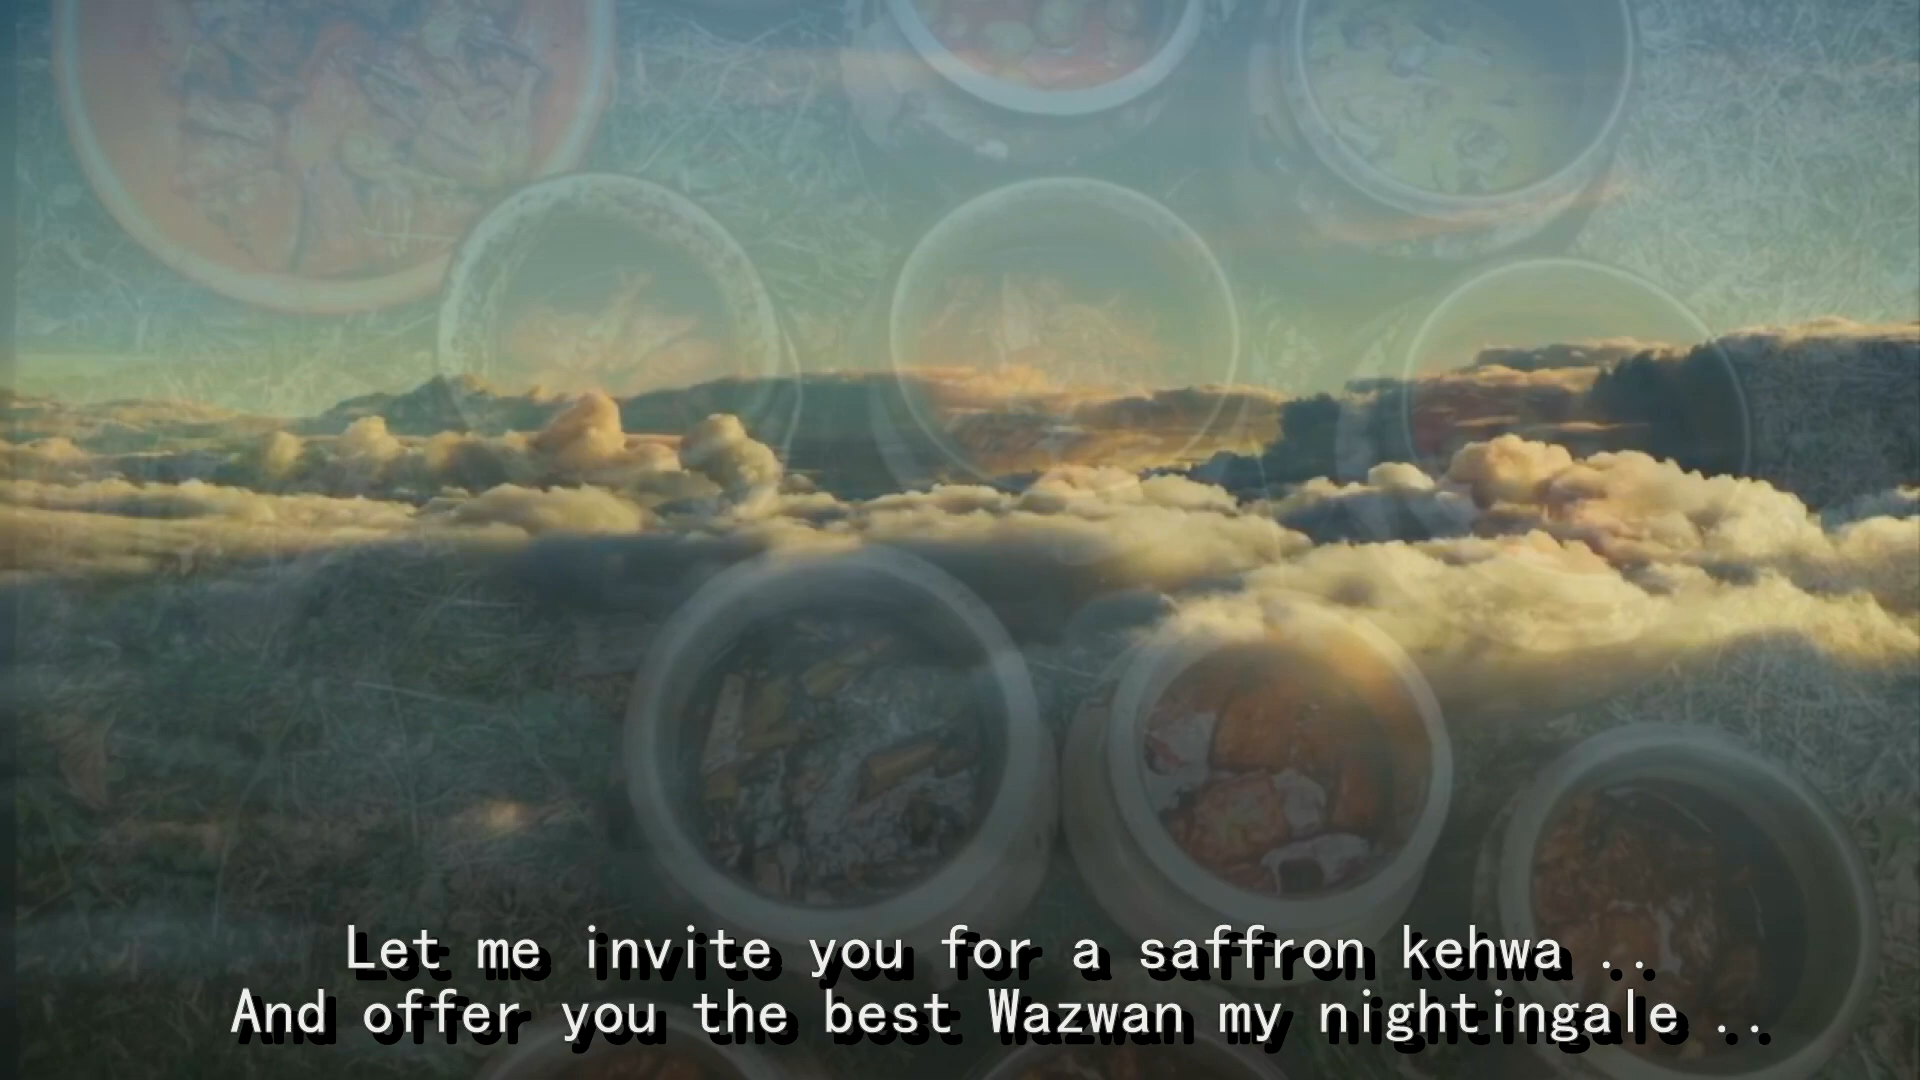 Let me invite you for a saffron kehwa ..
And offer you the best Wazwan my nightingale ..